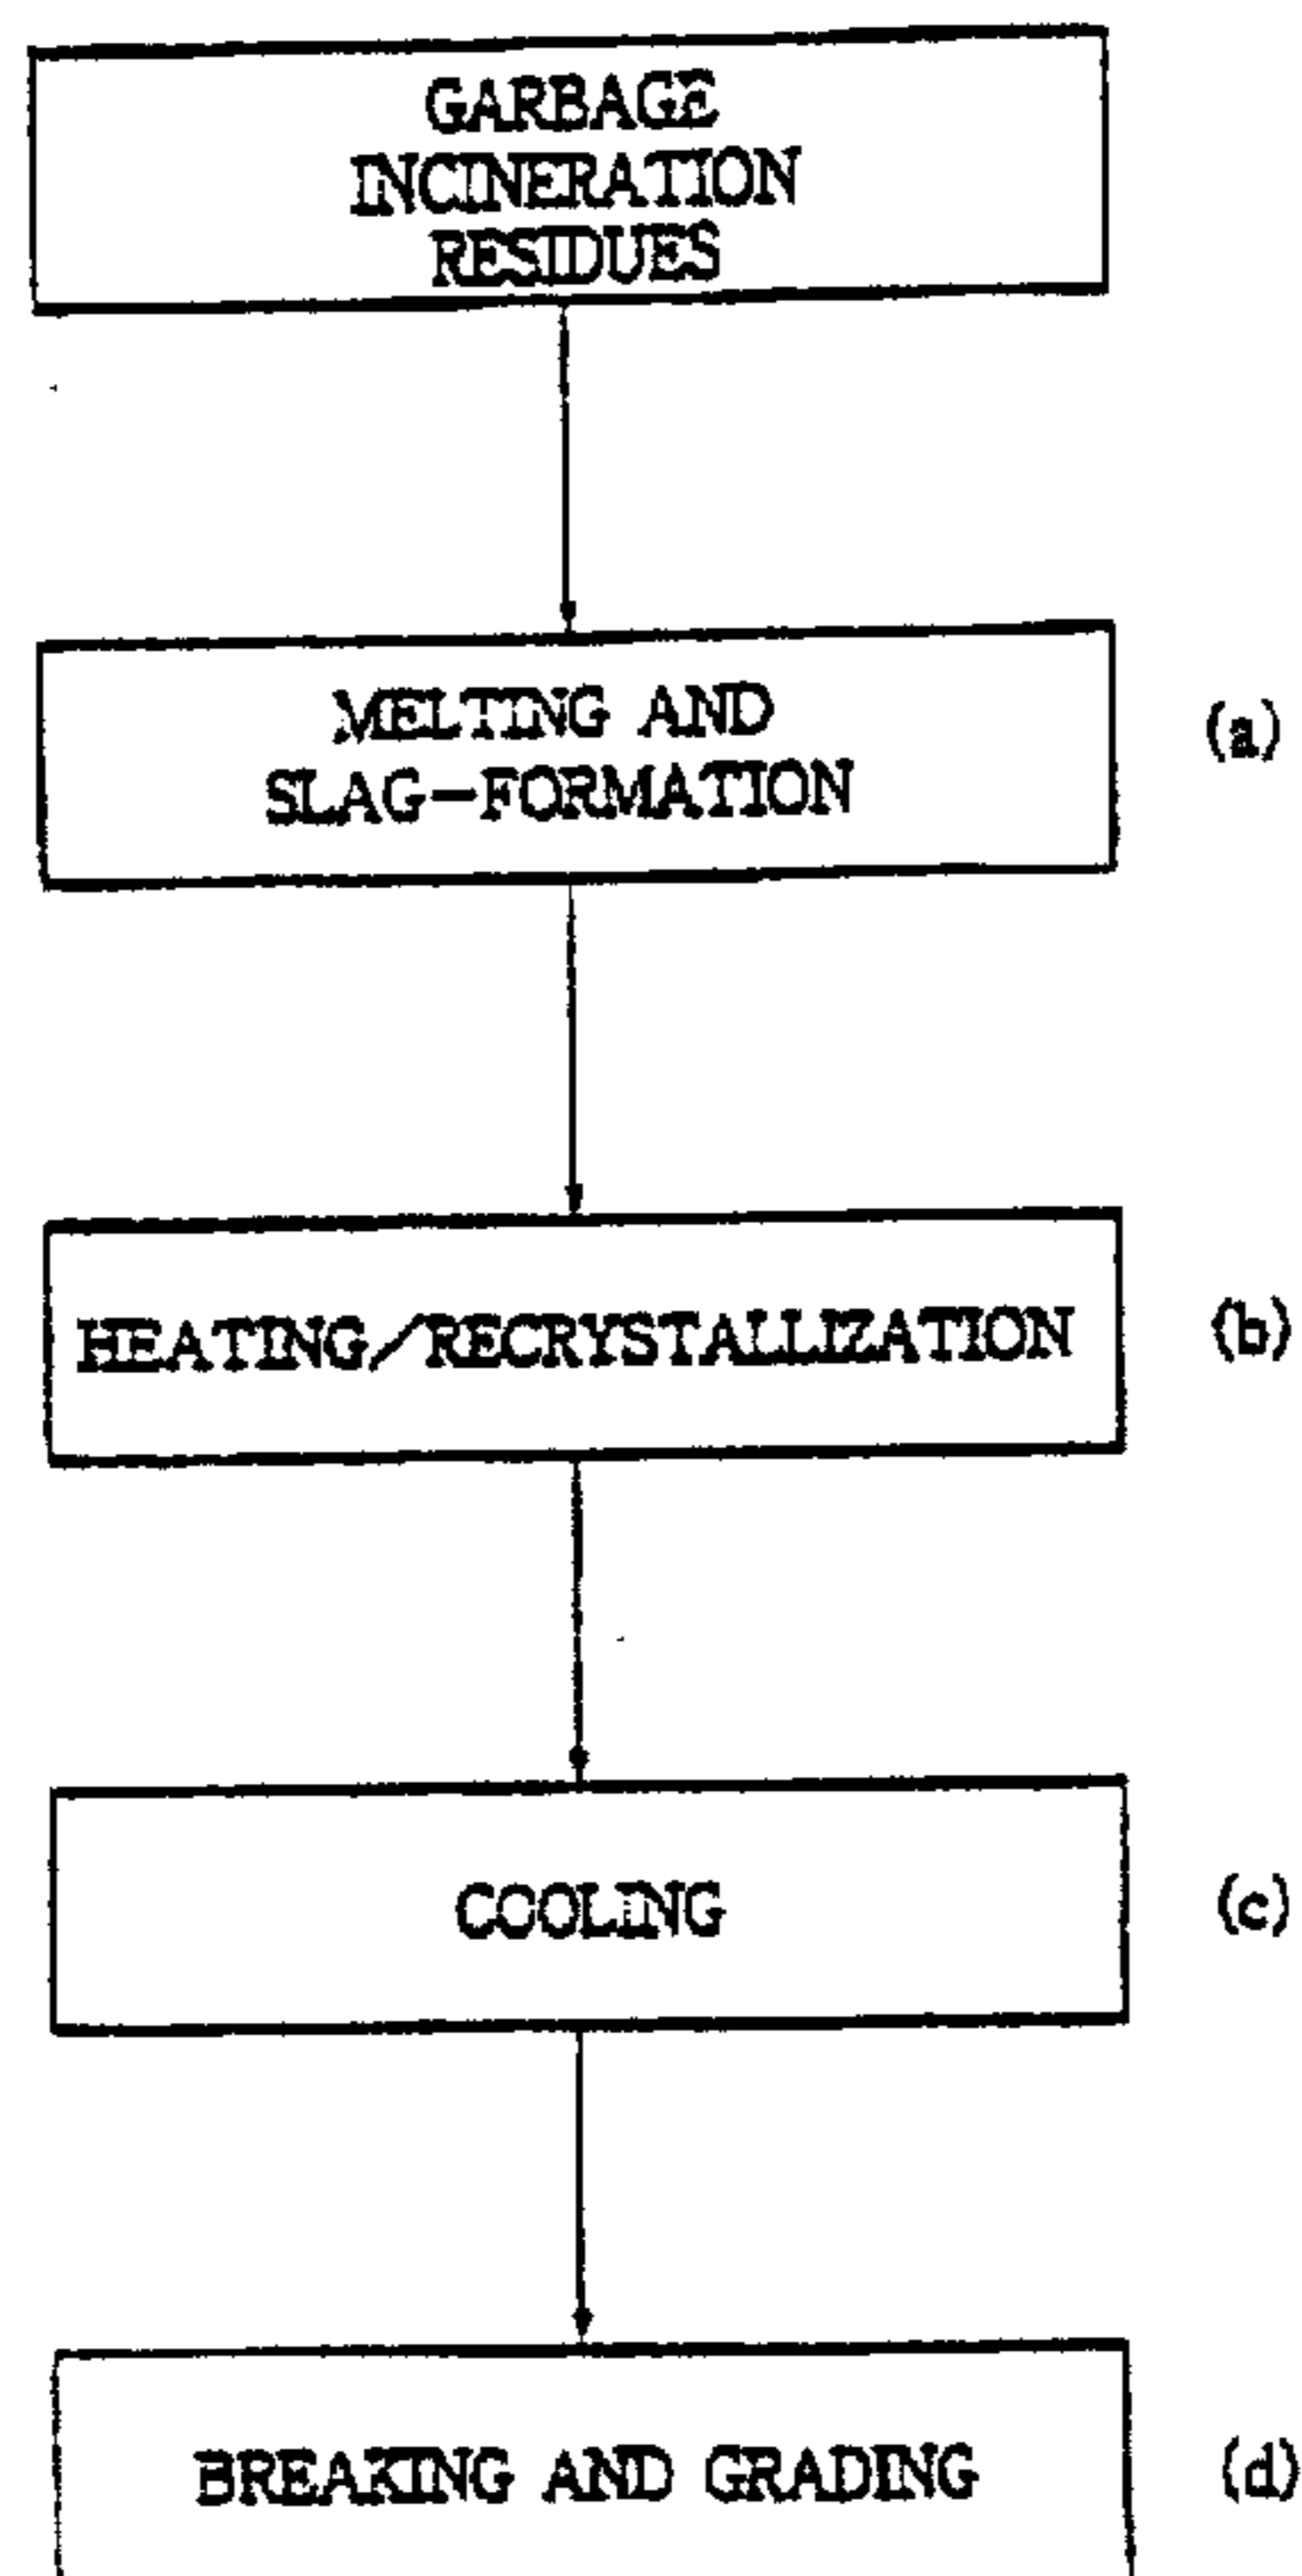 GARBAGE
INCINERATION
RESIDUES
MELTING AND
SLAG-FORMATION
(a)
HEATING/RECRYSTALLIZATION
(b)
COOLING
(c)
BREAKING AND GRADING
(d)